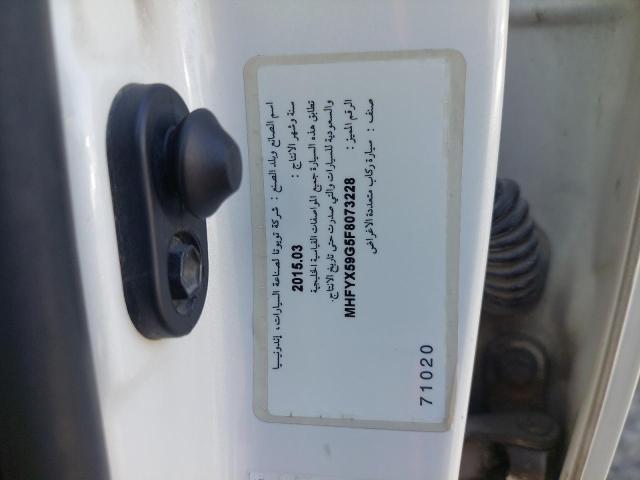 اسم الصانع وبلد الصنع : شركة تويوتا لصناعة السيارات ، إندونيسيا
سنة وشهر الانتاج : 2015.03
تطابق هذه السيارة جميع المواصفات القياسية الخليجية
والسعودية للسيارات والتي صدرت حتى تاريخ الانتاج.
الرقم المميز : MHFYX59G5F8073228
صنف : سيارة ركاب متعددة الاغراض
71020